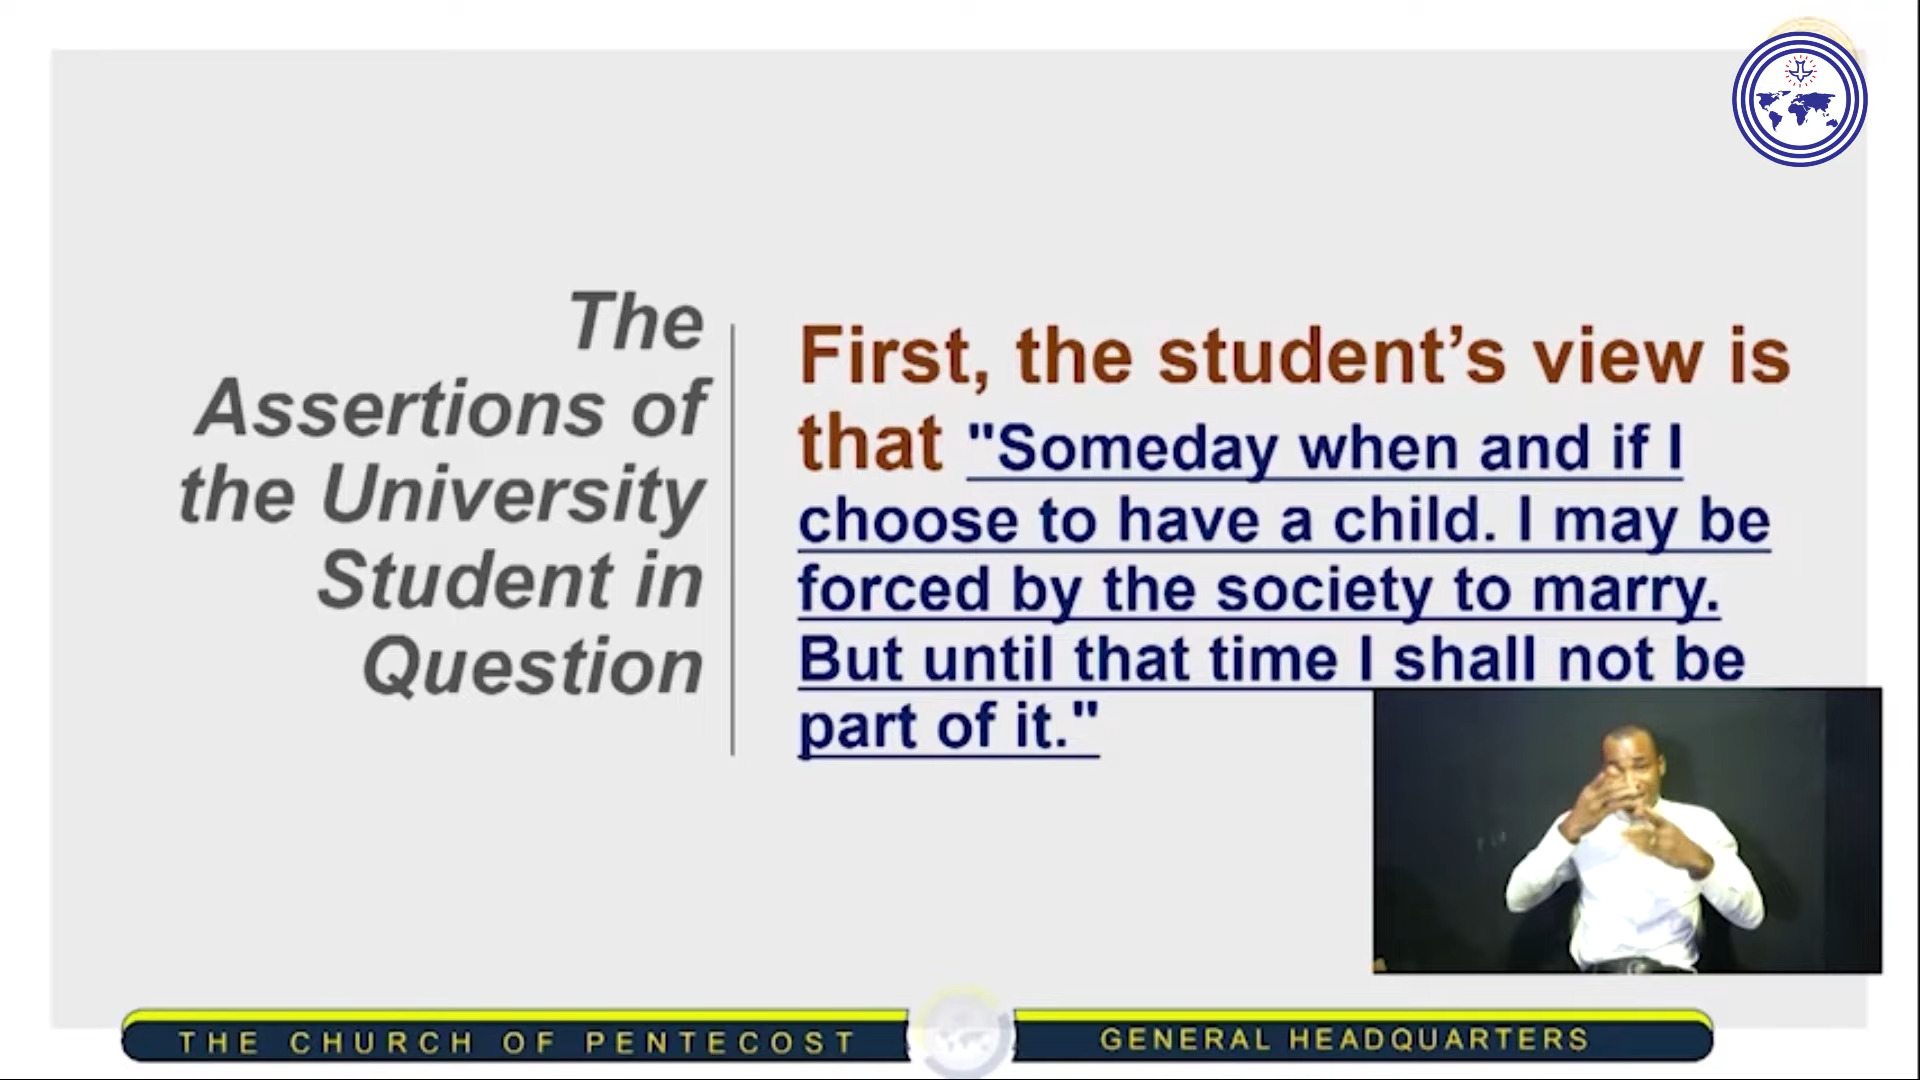 The
Assertions of
the University
Student in
Question
First, the student’s view is
that "Someday when and if I
choose to have a child. I may be
forced by the society to marry.
But until that time I shall not be
part of it."
THE CHURCH OF PENTECOST
GENERAL HEADQUARTERS